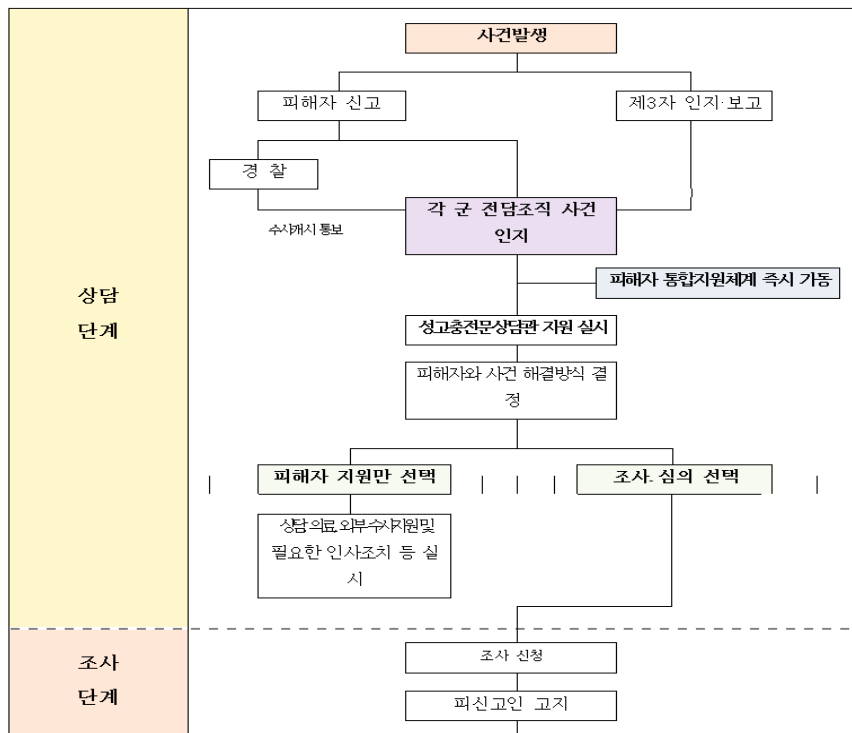 사건발생
피해자 신고
제3자 인지·보고
경 찰
수사개시 통보
각 군 전담조직 사건
인지
피해자 통합지원체계 즉시 가동
상담
단계
성고충전문상담관 지원 실시
피해자와 사건 해결방식 결
정
피해자 지원만 선택
조사. 심의 선택
상담 의료 외부수사지원 및
필요한 인사조치 등 실
시
조사
단계
조사 신청
피신고인 고지